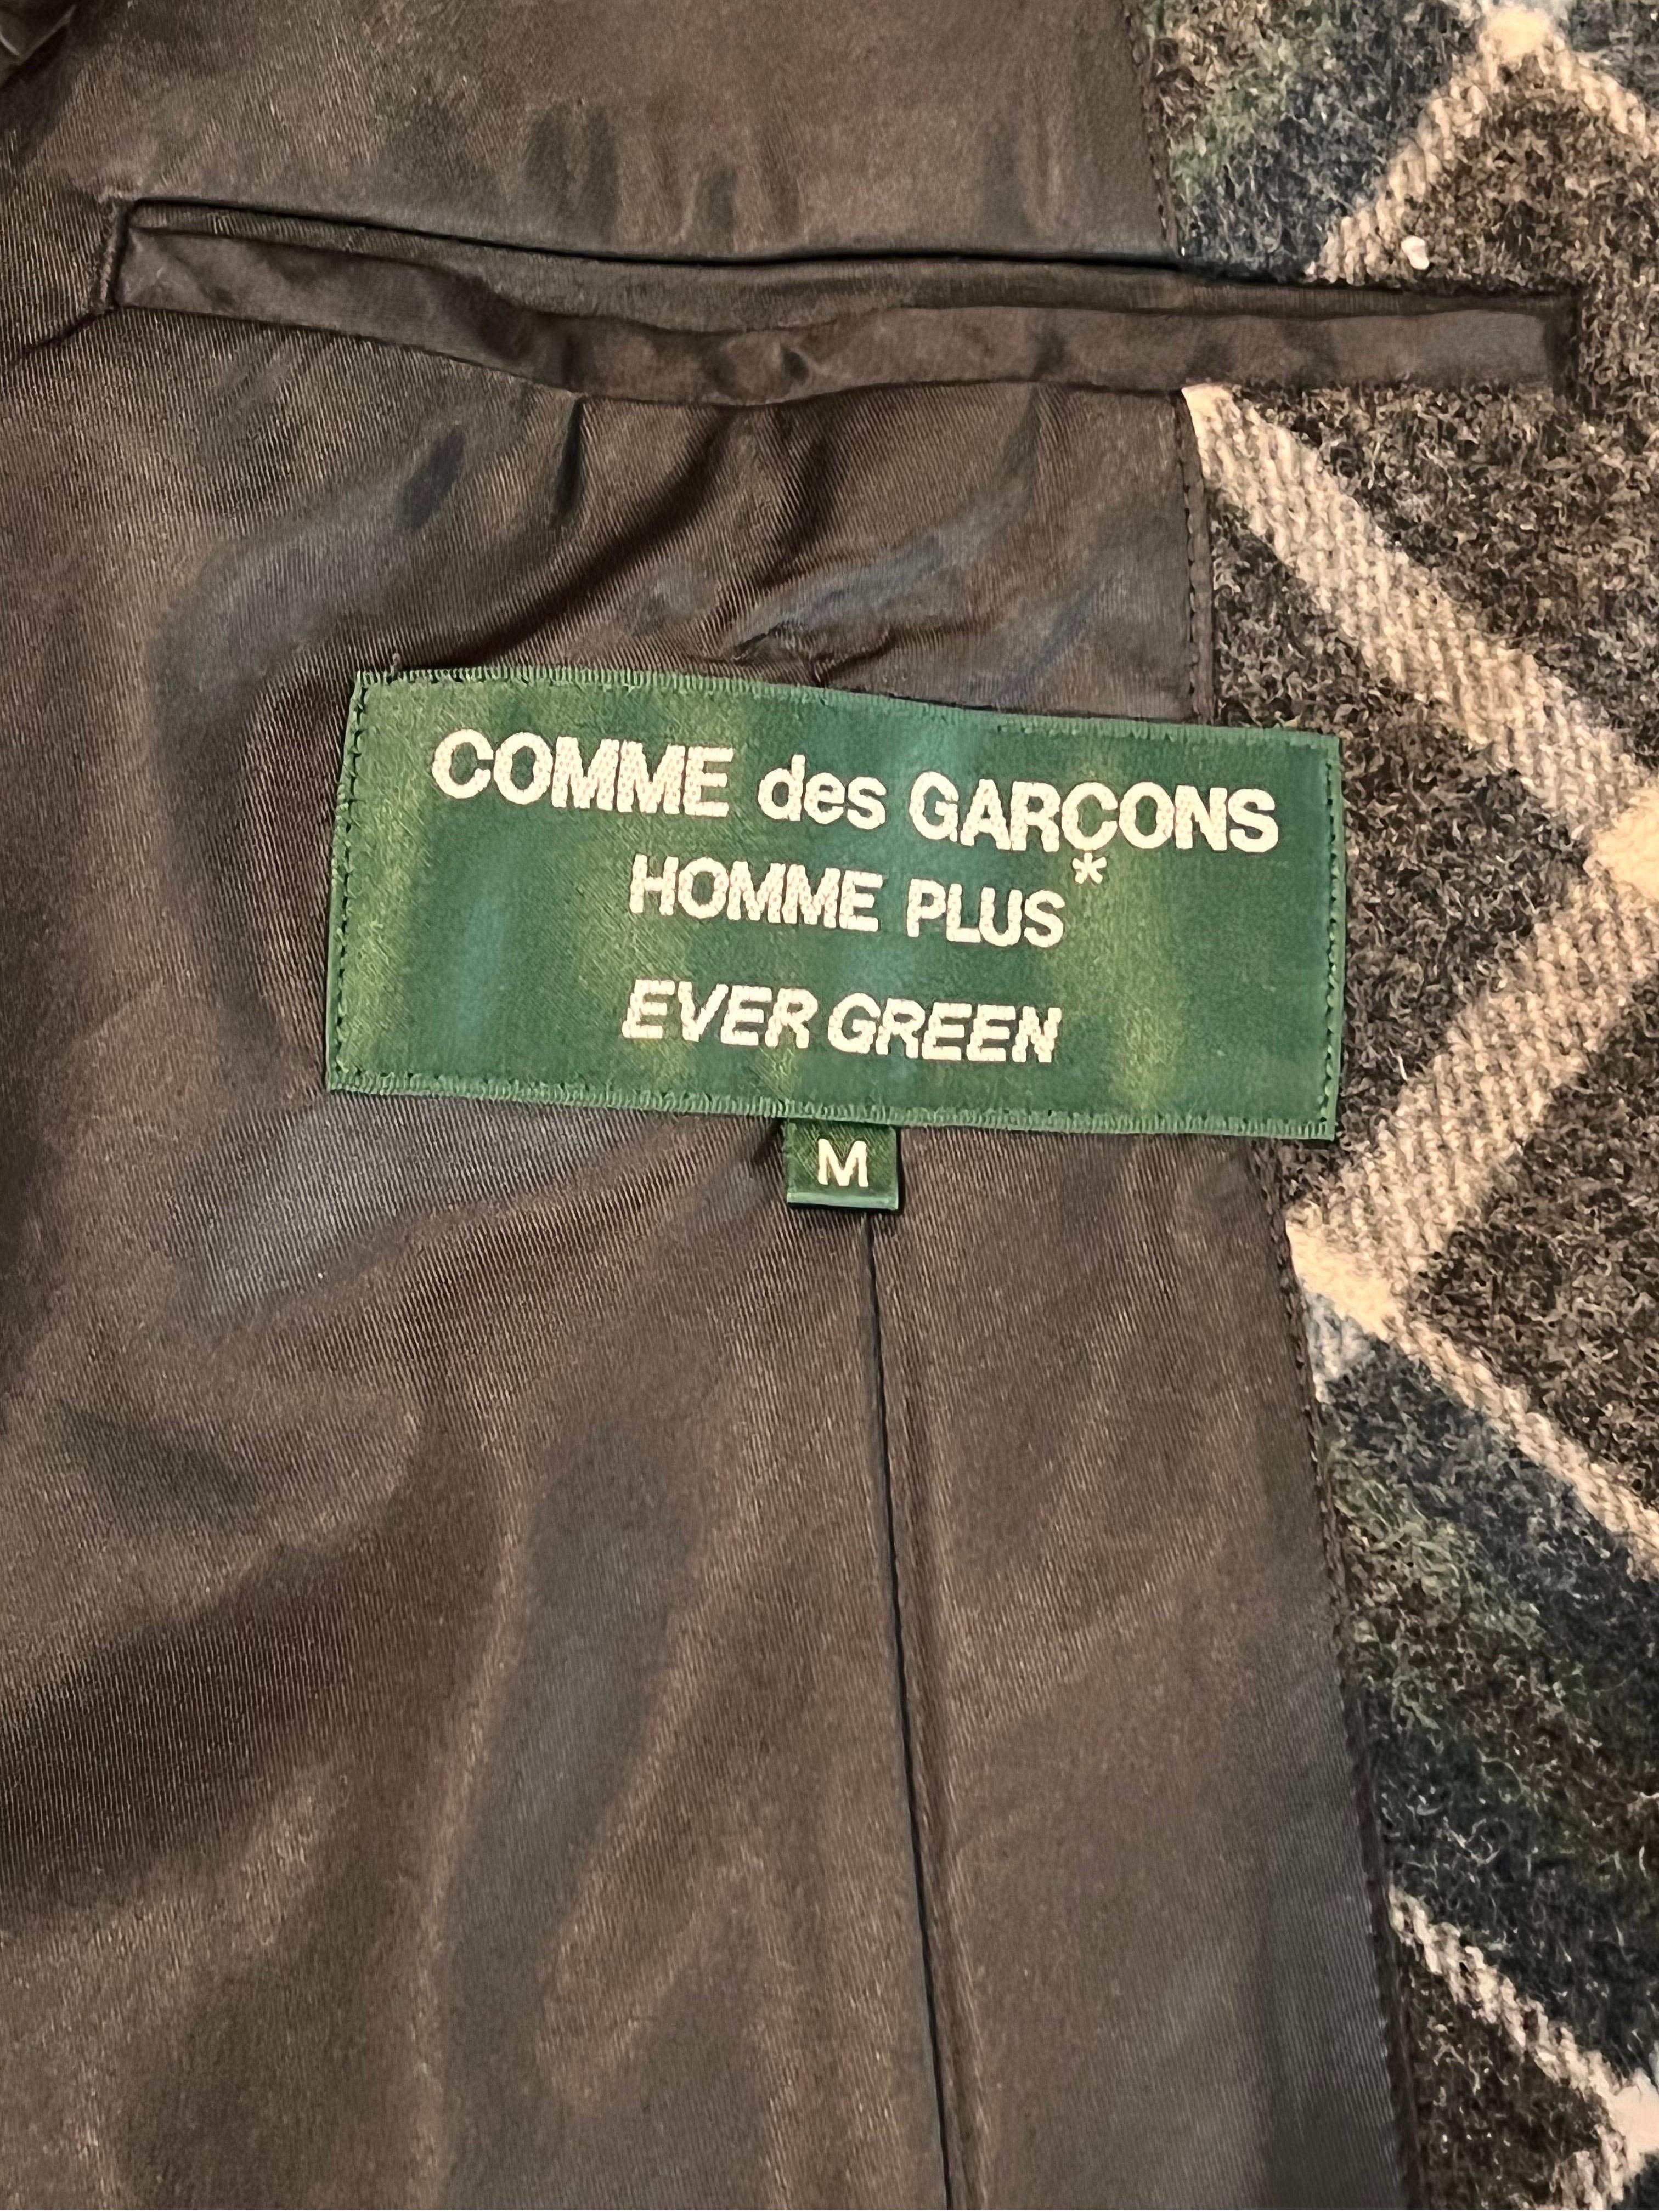 COMME des GARÇONS
HOMME PLUS*
EVER GREEN
M